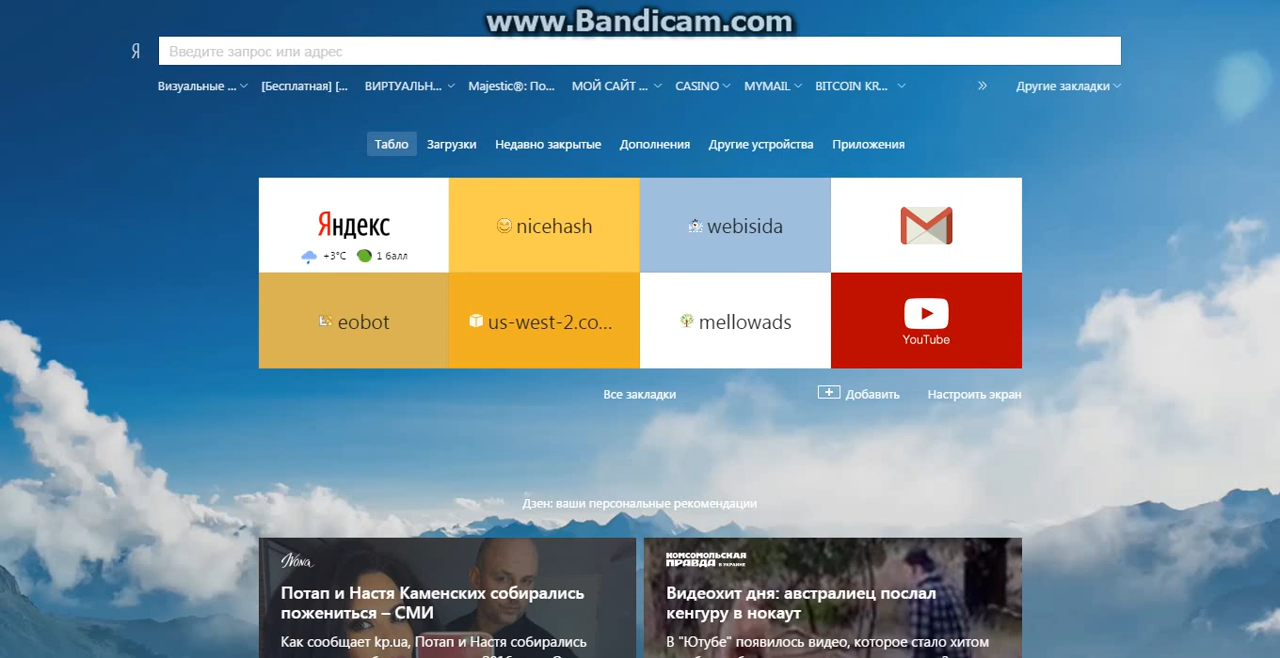 www.Bandicam.com
Я
Введите запрос или адрес
Визуальные ... [Бесплатная] [... ВИРТУАЛЬН... Majestic®: По... МОЙ САЙТ ... CASINO MYMAIL BITCOIN KR... » Другие закладки
Табло Загрузки Недавно закрытые Дополнения Другие устройства Приложения
Яндекс
+3°C 1 балл
nicehash
webisida
eobot
us-west-2.co...
mellowads
YouTube
Все закладки
Добавить
Настроить экран
Дзен: ваши персональные рекомендации
Nona
Потап и Настя Каменских собирались
пожениться – СМИ
Как сообщает kp.ua, Потап и Настя собирались
КОМСОМОЛЬСКАЯ
ПРАВДА В УКРАИНЕ
Видеохит дня: австралиец послал
кенгуру в нокаут
В "Ютубе" появилось видео, которое стало хитом